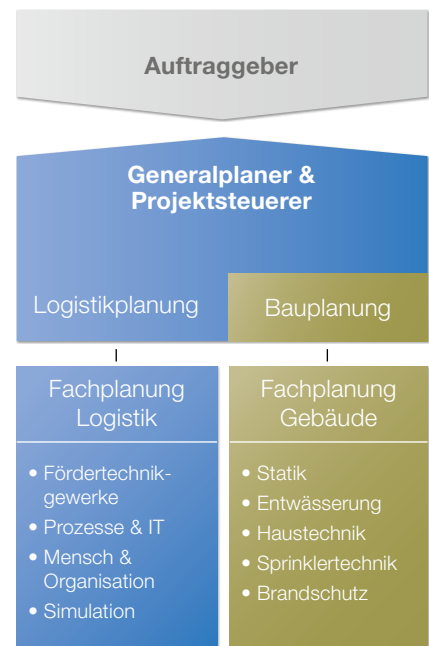 Auftraggeber
Generalplaner &
Projektsteuerer
Logistikplanung
Bauplanung
Fachplanung
Logistik
• Fördertechnik-
gewerke
• Prozesse & IT
• Mensch &
Organisation
• Simulation
Fachplanung
Gebäude
• Statik
• Entwässerung
• Haustechnik
• Sprinklertechnik
• Brandschutz